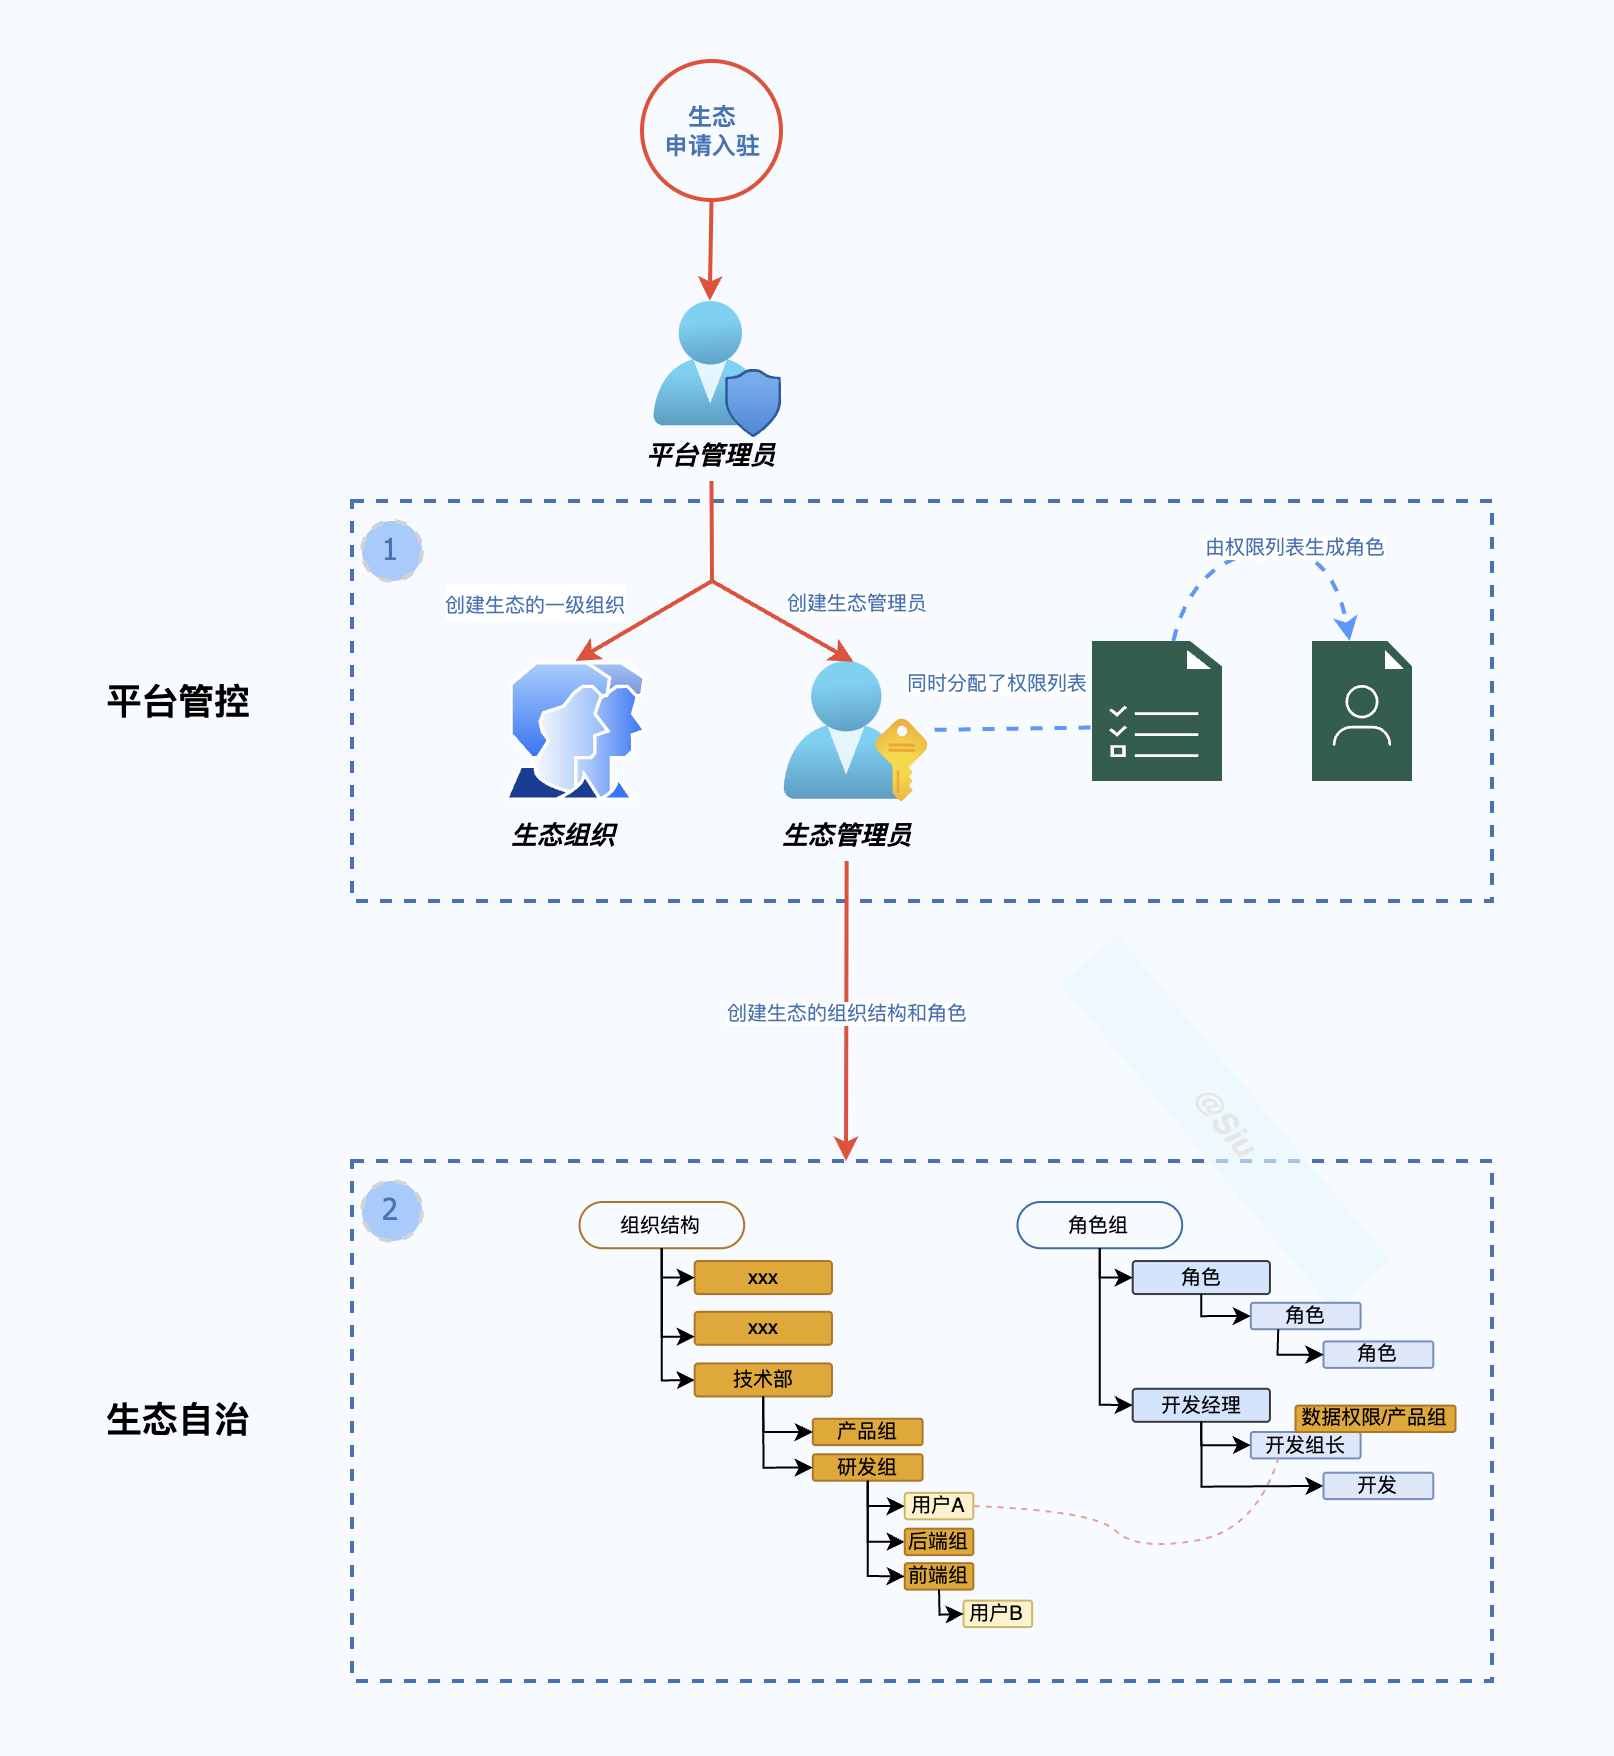 生态
申请入驻
平台管理员
1
由权限列表生成角色
创建生态的一级组织
创建生态管理员
同时分配了权限列表
平台管控
生态组织
生态管理员
创建生态的组织结构和角色
@Siu
2
组织结构
xxx
xxx
技术部
产品组
研发组
用户A
后端组
前端组
用户B
角色组
角色
角色
角色
开发经理
数据权限/产品组
开发组长
开发
生态自治